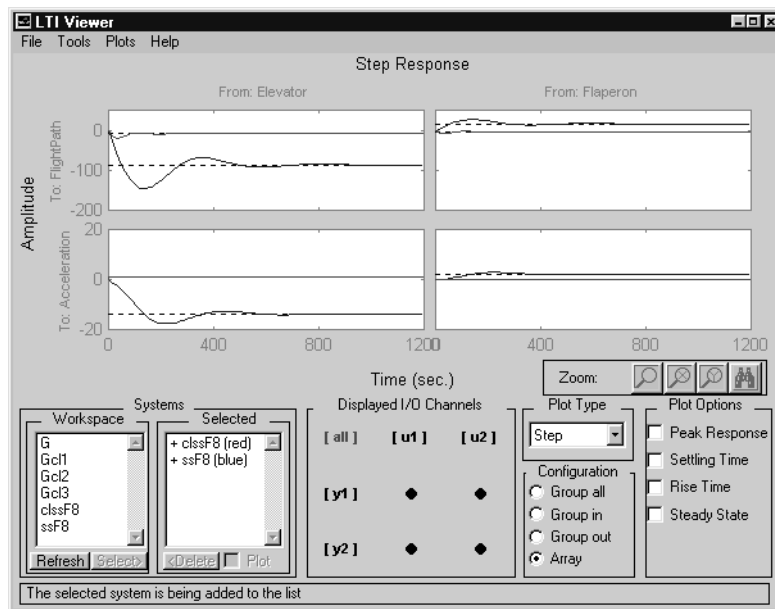 LTI Viewer
File Tools Plots Help
Step Response
From: Elevator
From: Flaperon
Amplitude
To: FlightPath
0
-100
-200
To: Acceleration
20
0
-20
0 400 800 1200
0 400 800 1200
Time (sec.)
Zoom:
Systems
Workspace
G
Gcl1
Gcl2
Gcl3
clssF8
ssF8
Refresh Select>
Selected
+ clssF8 (red)
+ ssF8 (blue)
<Delete Plot
Displayed I/O Channels
[ all ] [ u1 ] [ u2 ]
[ y1 ]
[ y2 ]
Plot Type
Step
Configuration
Group all
Group in
Group out
Array
Plot Options
Peak Response
Settling Time
Rise Time
Steady State
The selected system is being added to the list